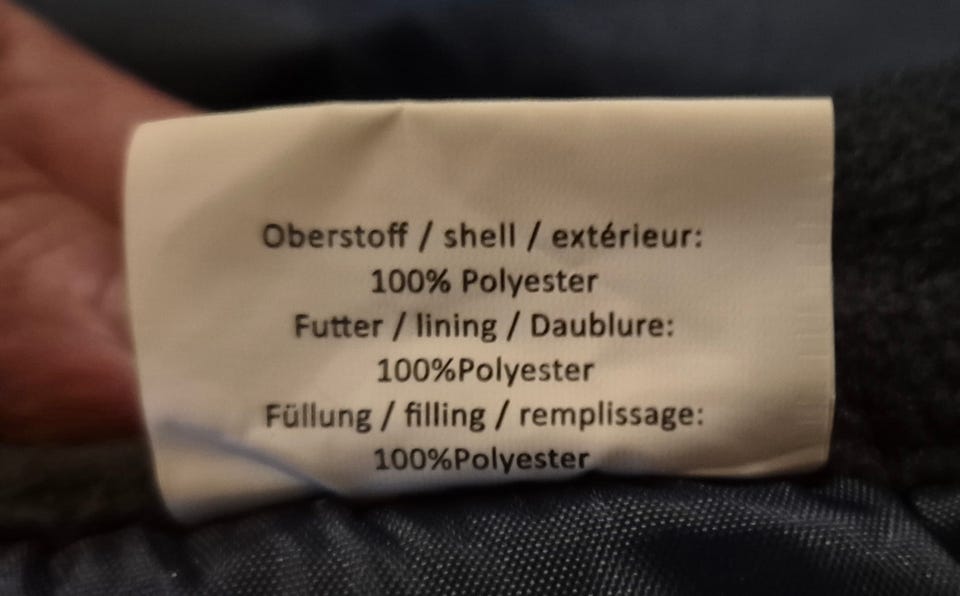 Oberstoff / shell / extérieur:
100% Polyester
Futter / lining / Daublure:
100%Polyester
Füllung / filling / remplissage:
100%Polyester